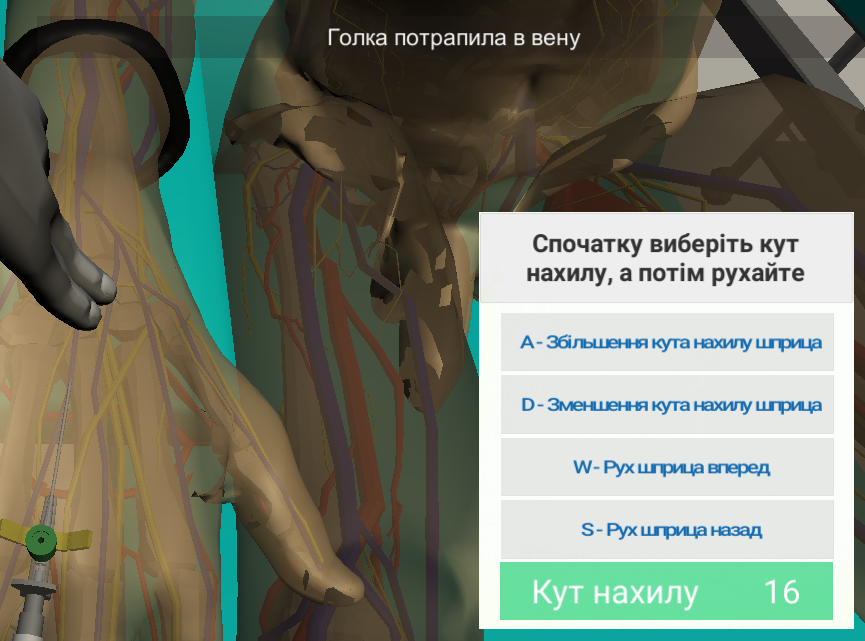 Голка потрапила в вену
Спочатку виберіть кут
нахилу, а потім рухайте
A - Збільшення кута нахилу шприца
D - Зменшення кута нахилу шприца
W - Рух шприца вперед
S - Рух шприца назад
Кут нахилу 16